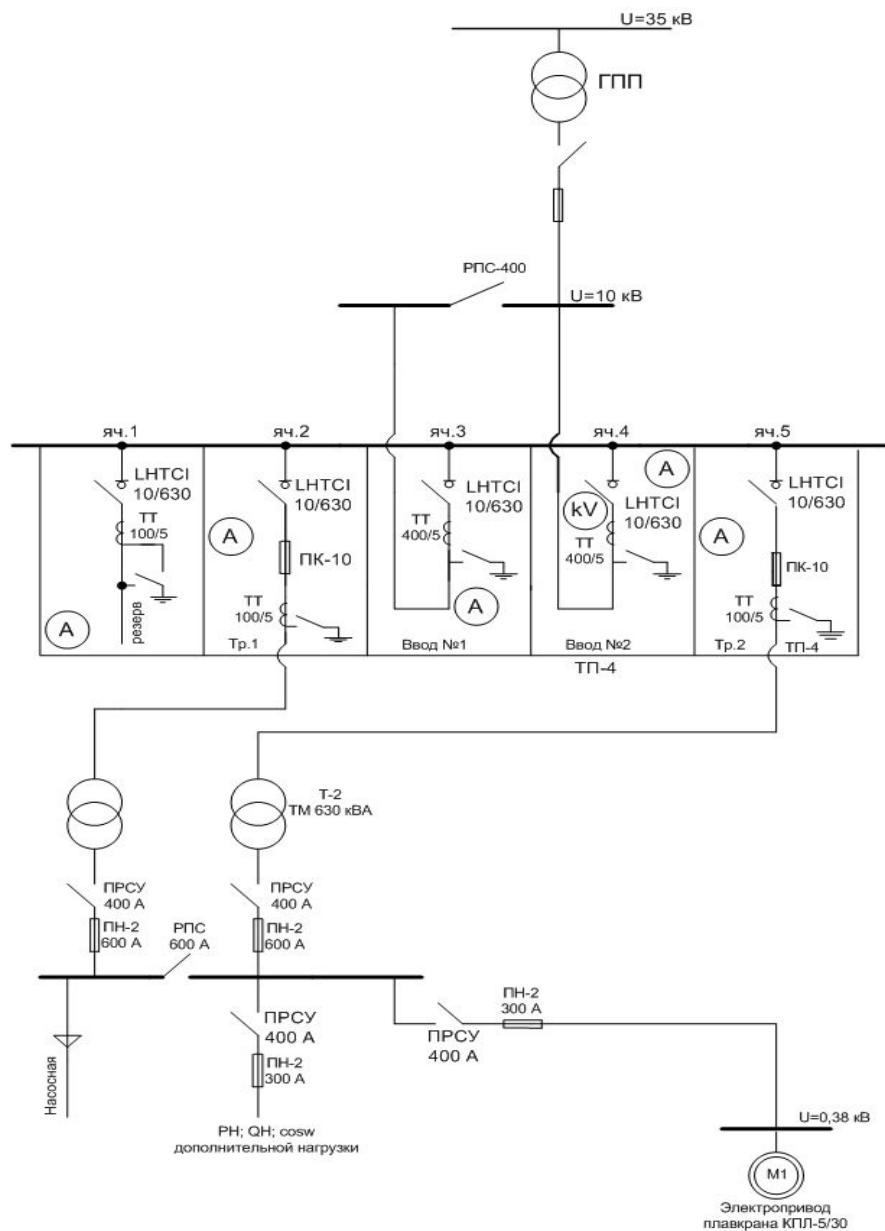 U=35 кВ
ГПП
РПС-400
U=10 кВ
яч.1
яч.2
яч.3
яч.4
яч.5
LHTCI
10/630
ТТ
100/5
A
резерв
LHTCI
10/630
A
ПК-10
ТТ
100/5
Тр.1
LHTCI
10/630
ТТ
400/5
A
Ввод №1
A
kV
LHTCI
10/630
ТТ
400/5
Ввод №2
LHTCI
10/630
A
ПК-10
ТТ
100/5
Тр.2
ТП-4
ТП-4
Т-2
ТМ 630 кВА
ПРСУ
400 А
ПН-2
600 А
РПС
600 А
ПРСУ
400 А
ПН-2
600 А
Насосная
ПРСУ
400 А
ПН-2
300 А
РН; QН; cosw
дополнительной нагрузки
ПРСУ
400 А
ПН-2
300 А
U=0,38 кВ
М1
Электропривод
плавкрана КПЛ-5/30